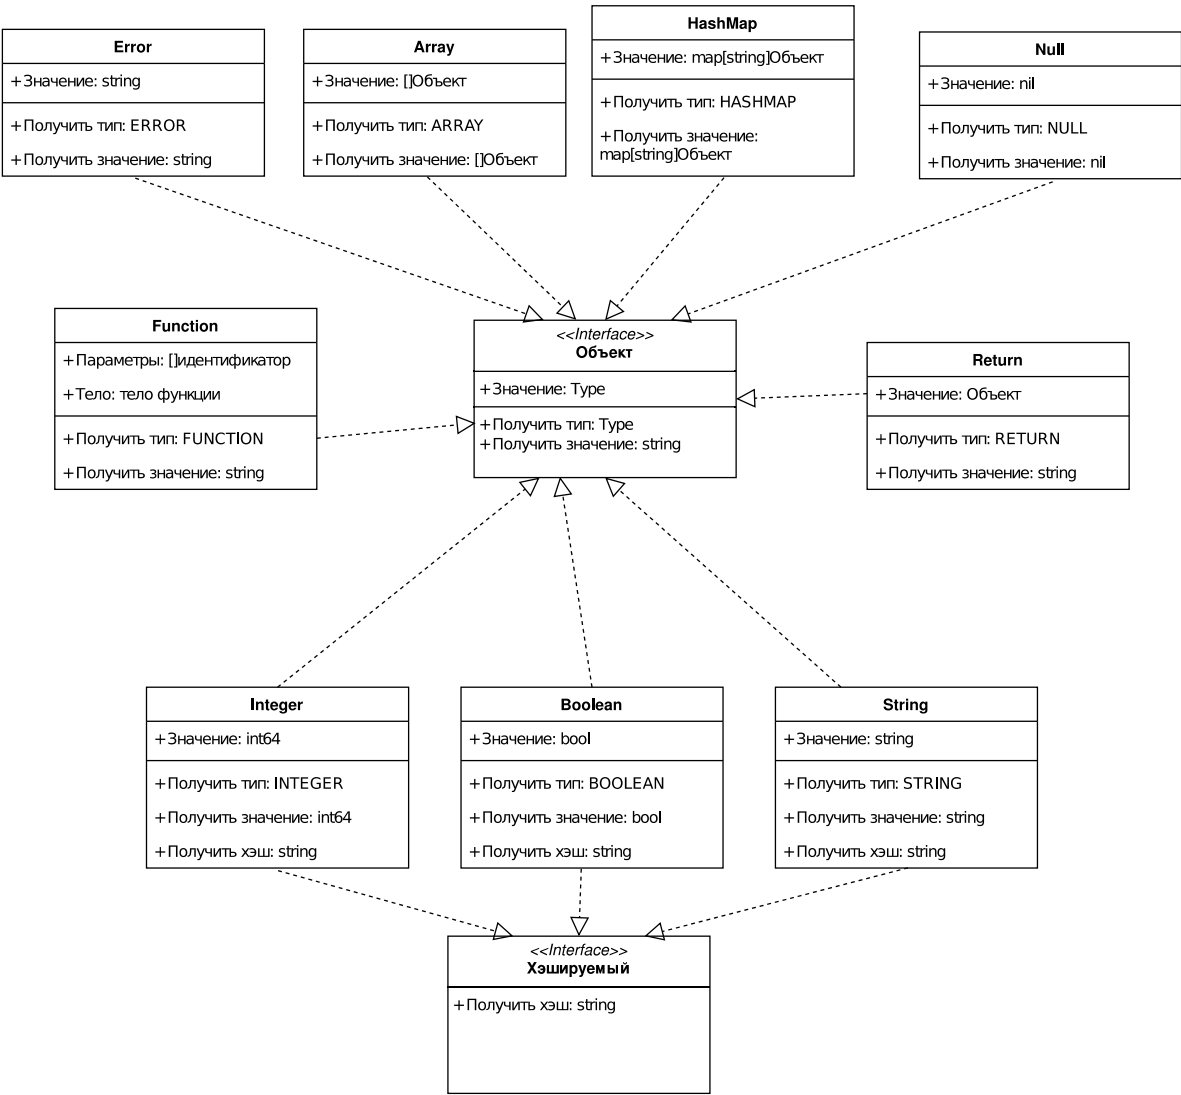 Error
+Значение: string
+Получить тип: ERROR
+Получить значение: string
Array
+Значение: []Объект
+Получить тип: ARRAY
+Получить значение: []Объект
HashMap
+Значение: map[string]Объект
+Получить тип: HASHMAP
+Получить значение:
map[string]Объект
Null
+Значение: nil
+Получить тип: NULL
+Получить значение: nil
Function
+Параметры: []идентификатор
+Тело: тело функции
+Получить тип: FUNCTION
+Получить значение: string
<<Interface>>
Объект
+Значение: Type
+Получить тип: Type
+Получить значение: string
Return
+Значение: Объект
+Получить тип: RETURN
+Получить значение: string
Integer
+Значение: int64
+Получить тип: INTEGER
+Получить значение: int64
+Получить хэш: string
Boolean
+Значение: bool
+Получить тип: BOOLEAN
+Получить значение: bool
+Получить хэш: string
String
+Значение: string
+Получить тип: STRING
+Получить значение: string
+Получить хэш: string
<<Interface>>
Хэшируемый
+Получить хэш: string